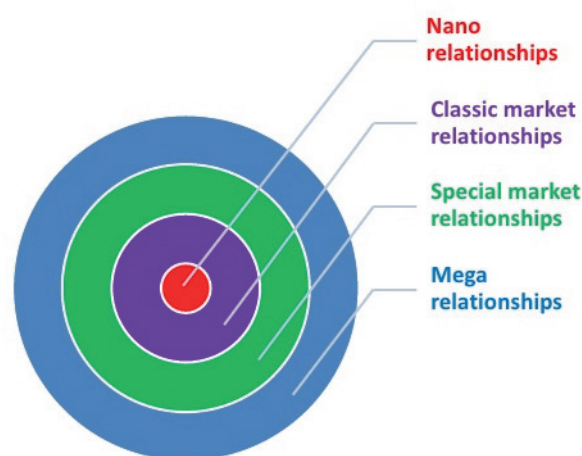 Nano
relationships
Classic market
relationships
Special market
relationships
Mega
relationships